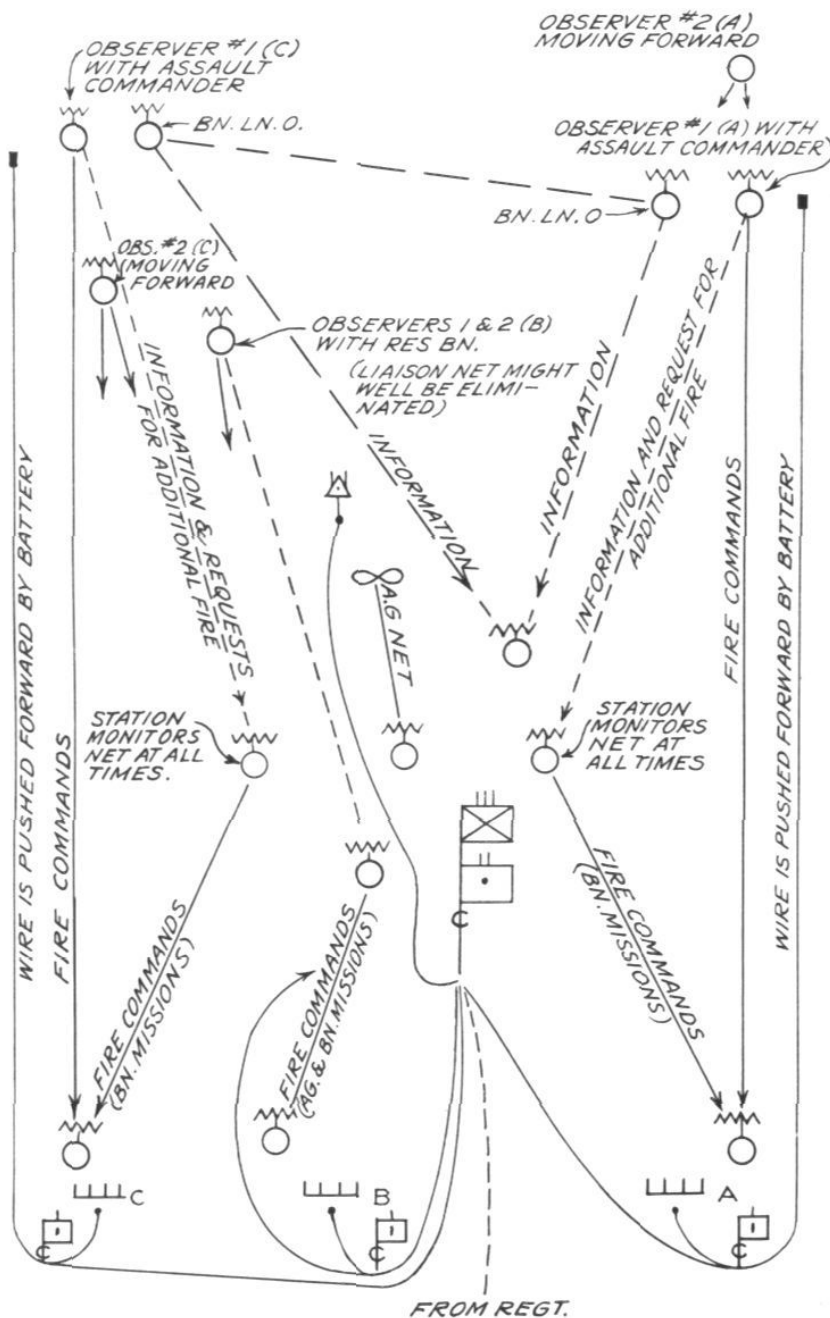 OBSERVER #1 (C)
WITH ASSAULT
COMMANDER
BN. LN. O.
OBSERVER #2 (A)
MOVING FORWARD
OBSERVER #1 (A) WITH
ASSAULT COMMANDER
BN. LN. O
OBS. #2 (C)
MOVING
FORWARD
OBSERVERS 1 & 2 (B)
WITH RES BN.
(LIAISON NET MIGHT
WELL BE ELIMI-
NATED)
INFORMATION & REQUESTS
FOR ADDITIONAL FIRE
INFORMATION
INFORMATION
INFORMATION AND REQUEST FOR
ADDITIONAL FIRE
FIRE COMMANDS
WIRE IS PUSHED FORWARD BY BATTERY
WIRE IS PUSHED FORWARD BY BATTERY
FIRE COMMANDS
A.G NET
STATION
MONITORS
NET AT ALL
TIMES.
STATION
MONITORS
NET AT
ALL TIMES
C
FIRE COMMANDS
(BN. MISSIONS)
FIRE COMMANDS
(AG. & BN. MISSIONS)
FIRE COMMANDS
(BN. MISSIONS)
C
B
A
C
C
C
FROM REGT.